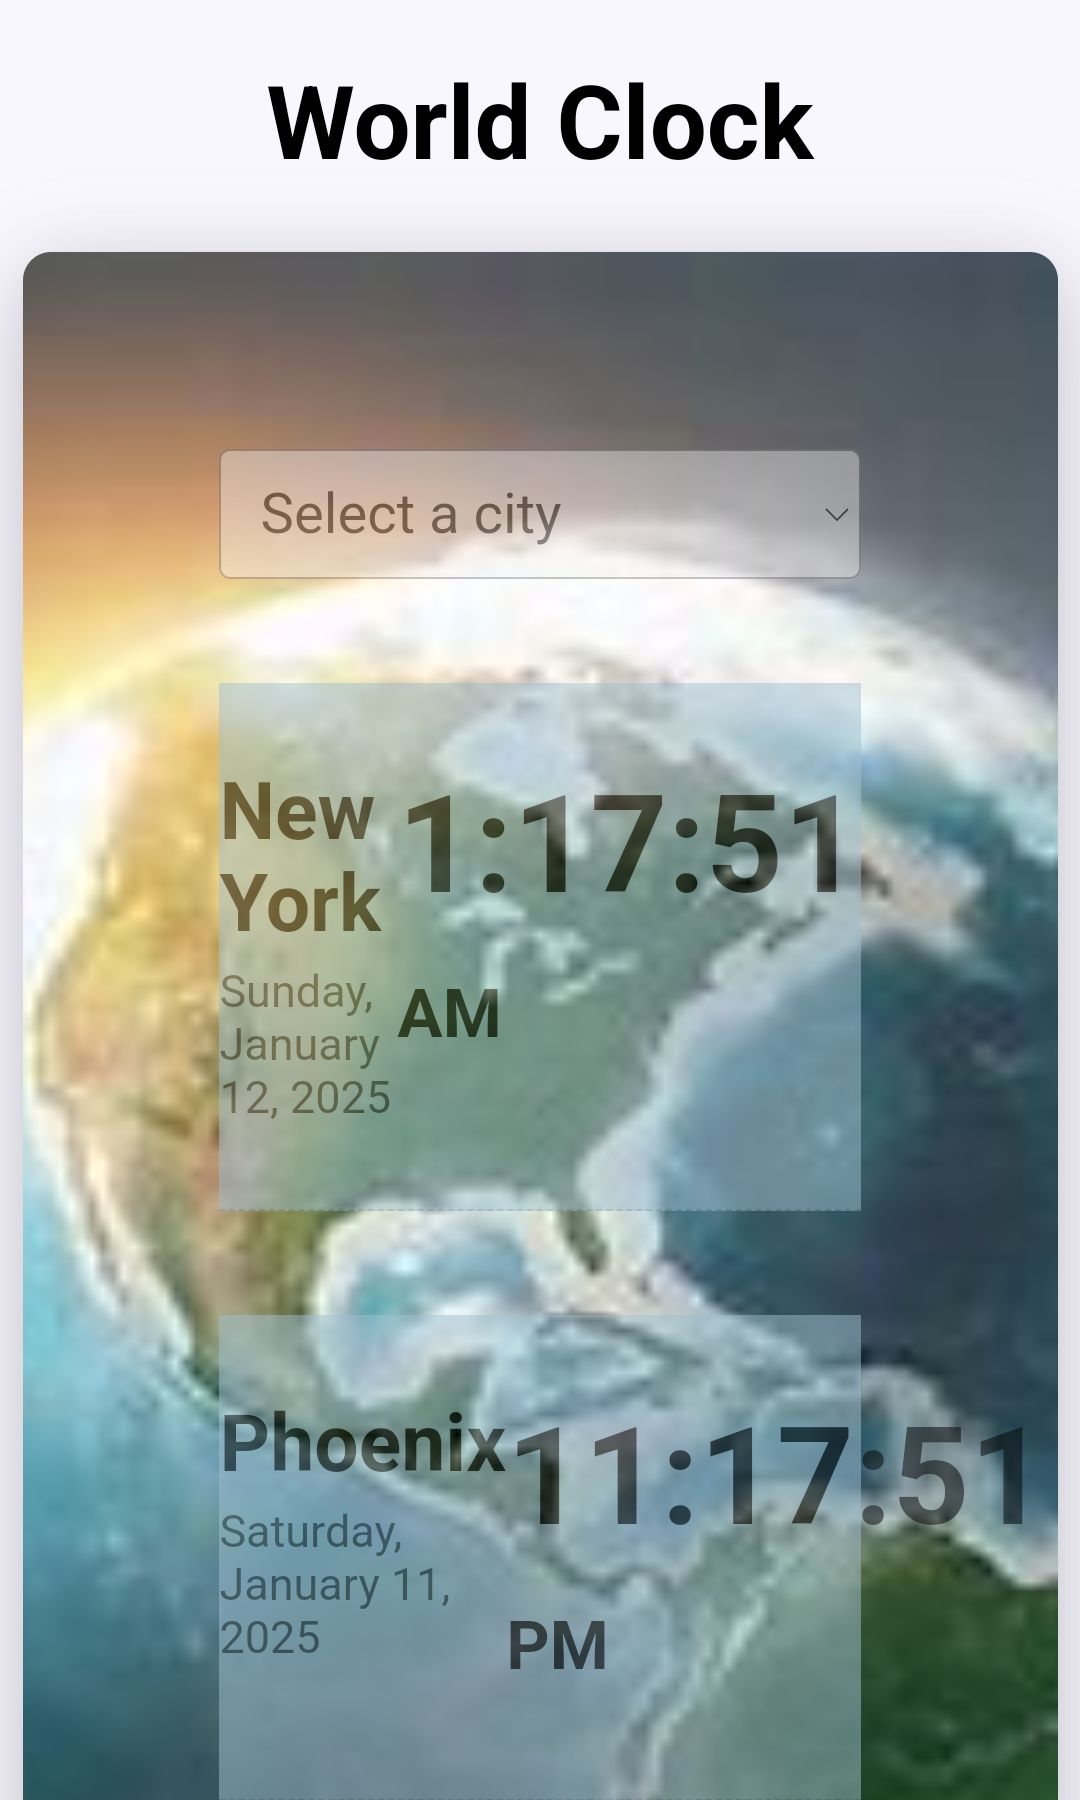 World Clock
Select a city
New York
1:17:51 AM
Sunday, January 12, 2025
Phoenix
11:17:51 PM
Saturday, January 11, 2025